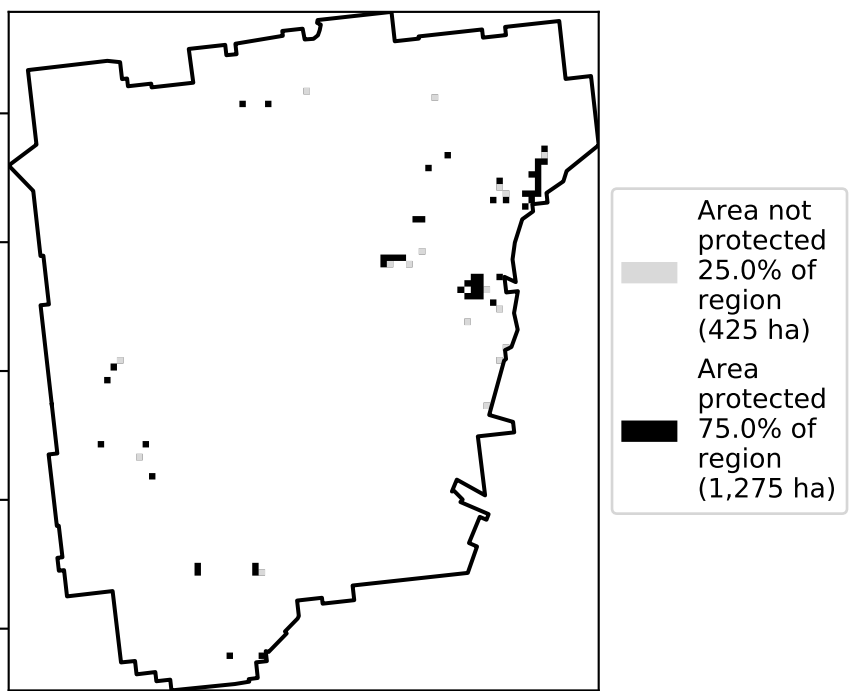 Area not
protected
25.0% of
region
(425 ha)
Area
protected
75.0% of
region
(1,275 ha)